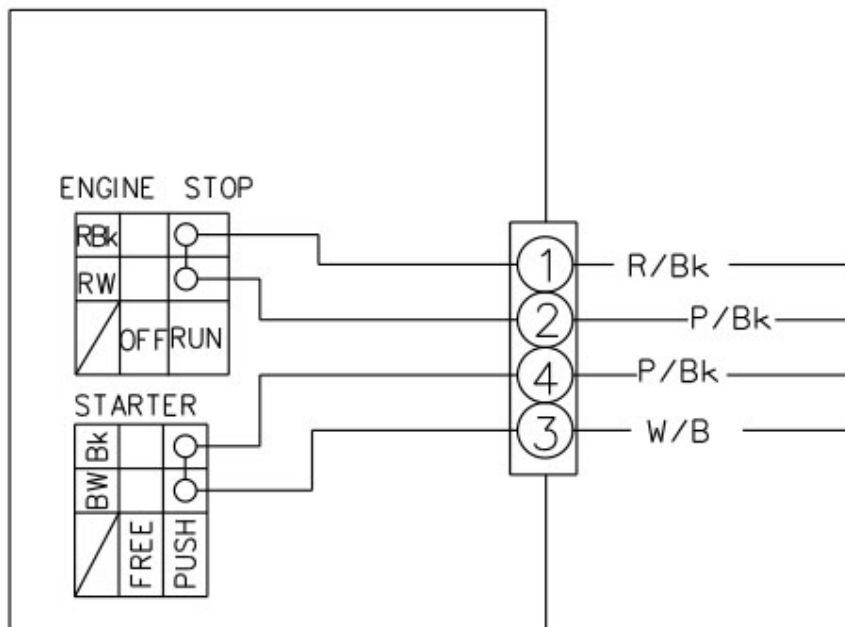 ENGINE STOP
RBk
RW
OFF RUN
STARTER
Bk
BW
FREE PUSH
1 R/Bk
2 P/Bk
4 P/Bk
3 W/B